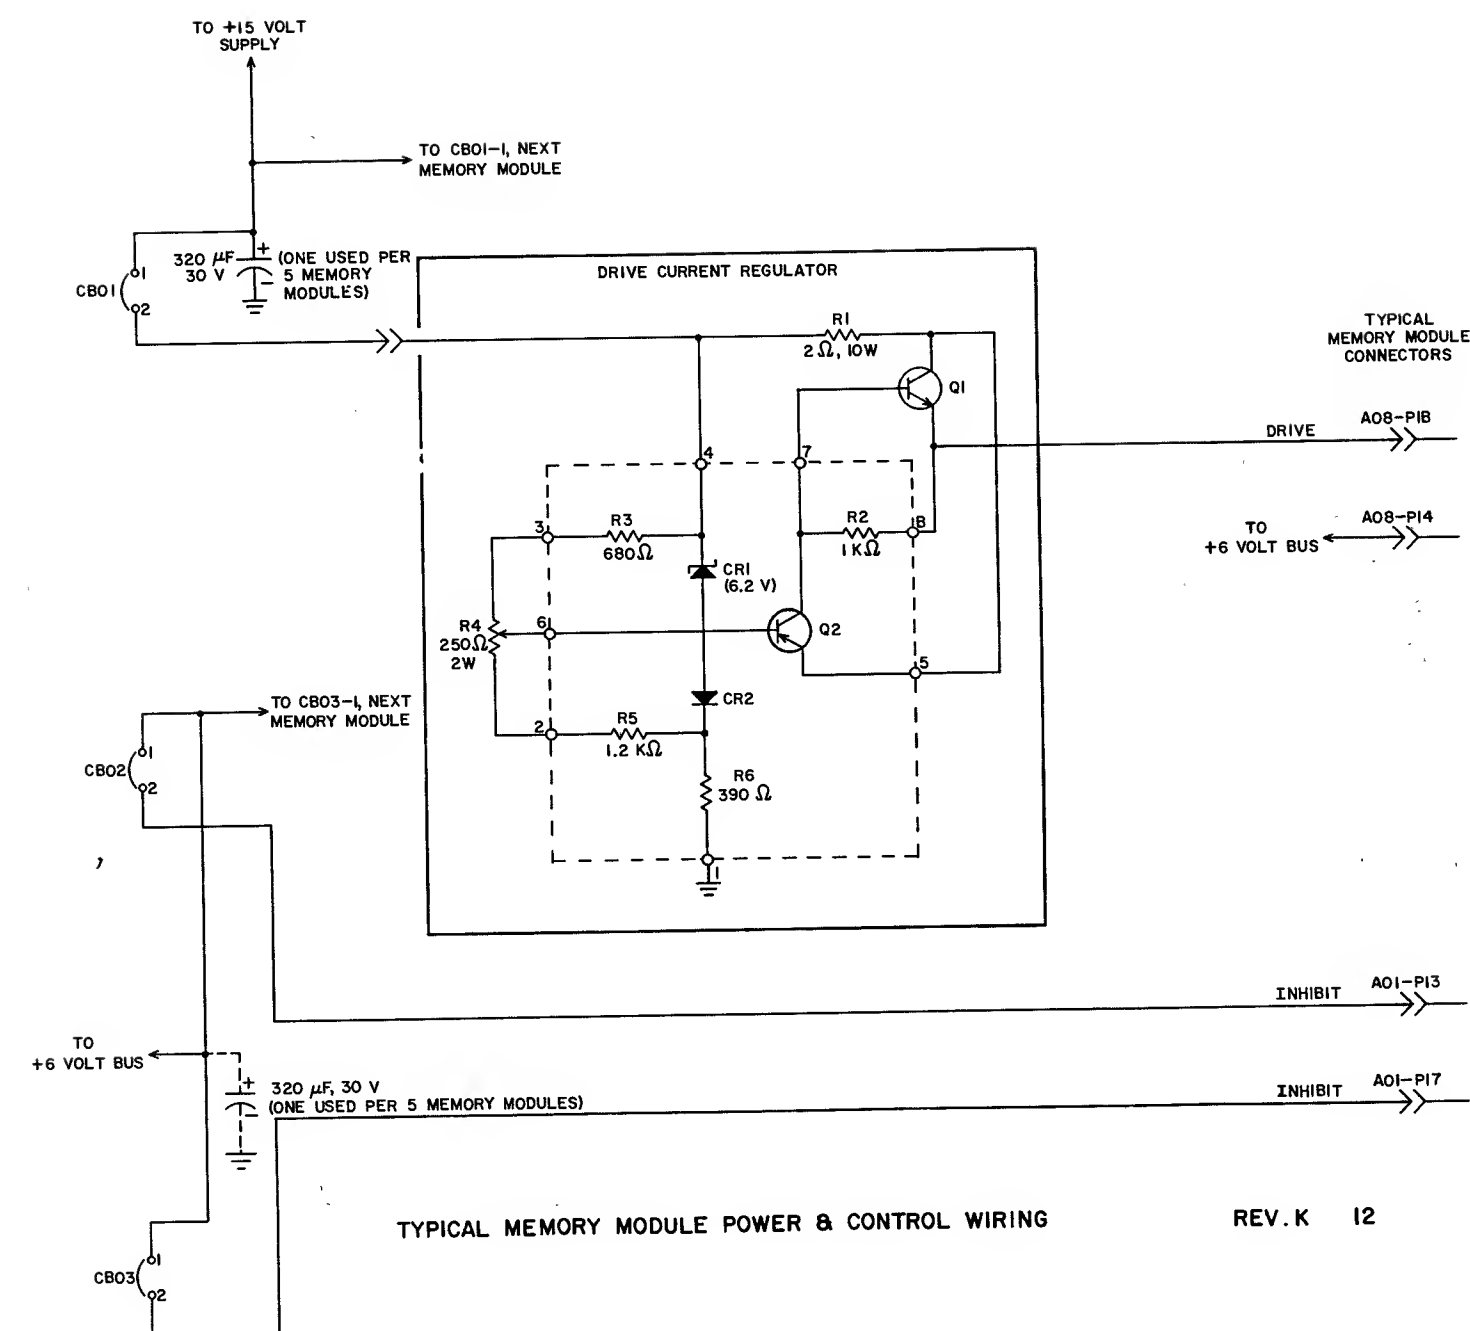 TO +15 VOLT
SUPPLY
TO CB01-1, NEXT
MEMORY MODULE
320 µF
30 V
+
-
(ONE USED PER
5 MEMORY
MODULES)
CB01
1
2
DRIVE CURRENT REGULATOR
R1
2Ω, 10W
Q1
TYPICAL
MEMORY MODULE
CONNECTORS
DRIVE
A08-P18
4
7
3
R3
680Ω
R2
1 KΩ
8
TO
+6 VOLT BUS
A08-P14
CR1
(6.2 V)
R4
250Ω
2W
6
Q2
5
CR2
2
R5
1.2 KΩ
R6
390 Ω
1
TO CB03-1, NEXT
MEMORY MODULE
CB02
1
2
INHIBIT
A01-P13
TO
+6 VOLT BUS
+
-
320 µF, 30 V
(ONE USED PER 5 MEMORY MODULES)
INHIBIT
A01-P17
TYPICAL MEMORY MODULE POWER & CONTROL WIRING
REV. K 12
CB03
1
2